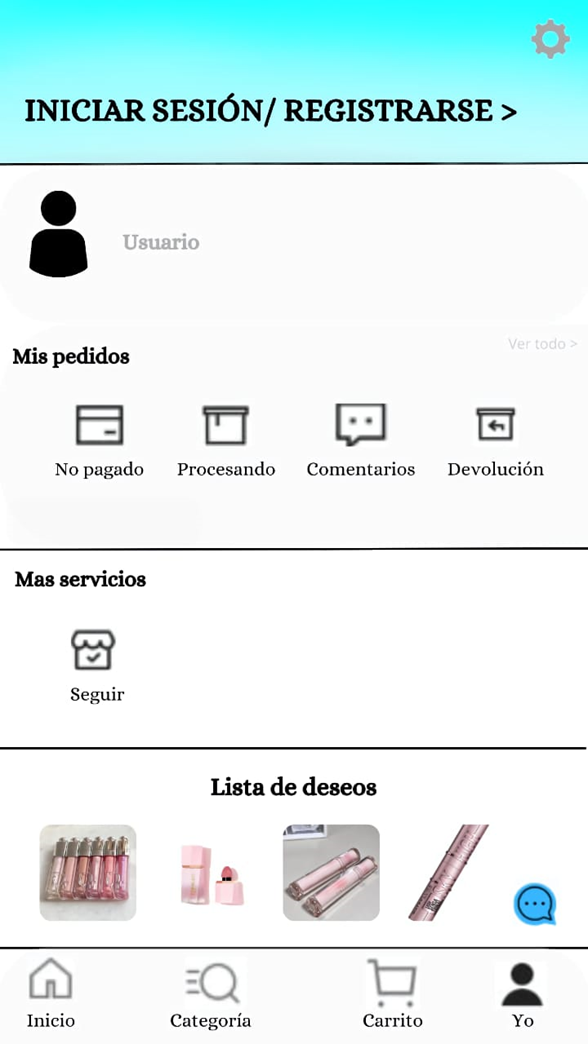 INICIAR SESIÓN/ REGISTRARSE >
Usuario
Ver todo >
Mis pedidos
No pagado Procesando Comentarios Devolución
Mas servicios
Seguir
Lista de deseos
Inicio Categoría Carrito Yo